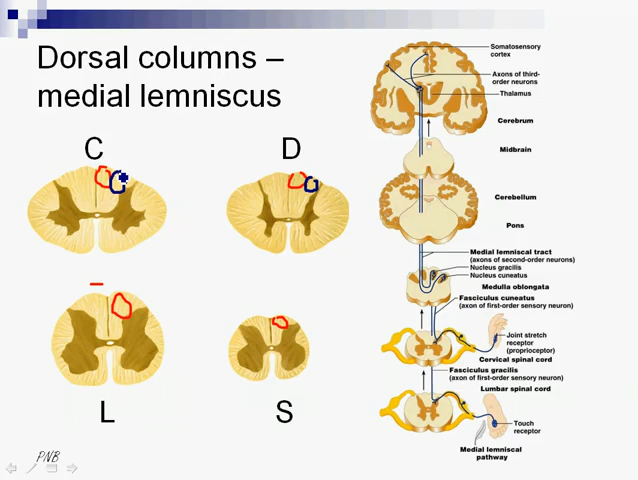 Dorsal columns –
medial lemniscus
C
D
L
S
PNB
Somatosensory
cortex
Axons of third-
order neurons
Thalamus
Cerebrum
Midbrain
Cerebellum
Pons
Medial lemniscal tract
(axons of second-order neurons)
Nucleus gracilis
Nucleus cuneatus
Medulla oblongata
Fasciculus cuneatus
(axon of first-order sensory neuron)
Joint stretch
receptor
(proprioceptor)
Cervical spinal cord
Fasciculus gracilis
(axon of first-order sensory neuron)
Lumbar spinal cord
Touch
receptor
Medial lemniscal
pathway